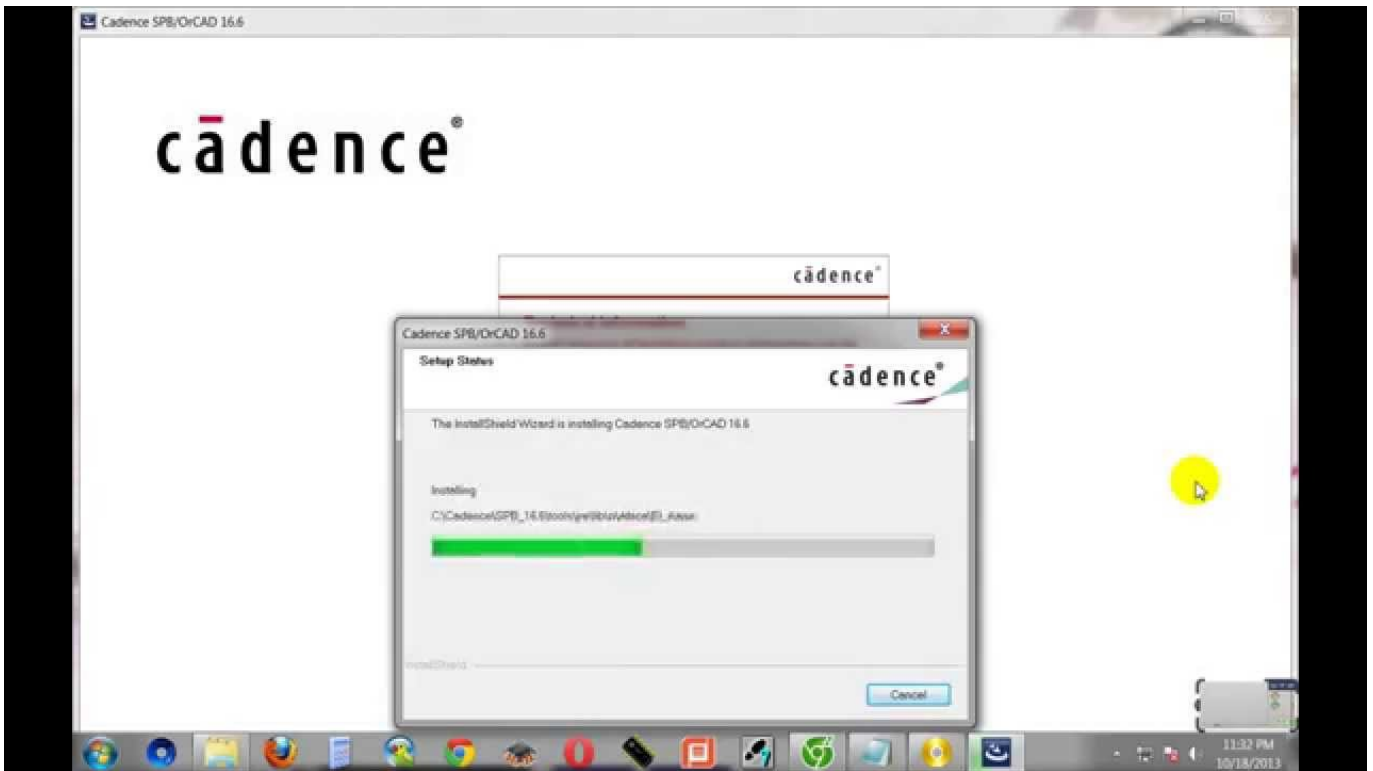 Cadence SPB/OrCAD 16.6
cādence®
cādence®
Cadence SPB/OrCAD 16.6
Setup Status
cādence®
The InstallShield Wizard is installing Cadence SPB/OrCAD 16.6
Installing
InstallShield
Cancel
11:32 PM
10/18/2013